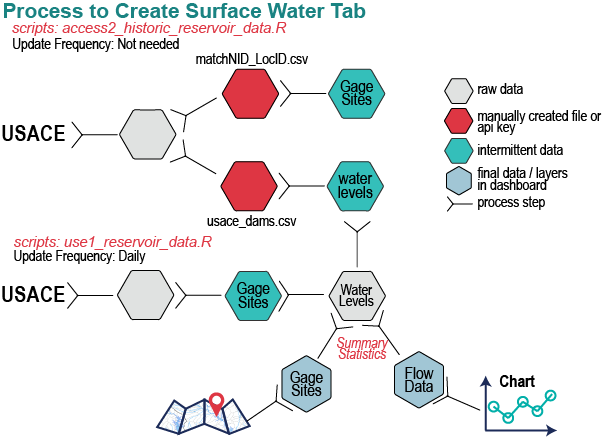 Process to Create Surface Water Tab
scripts: access2_historic_reservoir_data.R
Update Frequency: Not needed
matchNID_LocID.csv
Gage
Sites
USACE
water
levels
usace_dams.csv
raw data
manually created file or
api key
intermittent data
final data / layers
in dashboard
process step
scripts: use1_reservoir_data.R
Update Frequency: Daily
USACE
Gage
Sites
Water
Levels
Summary
Statistics
Gage
Sites
Flow
Data
Chart